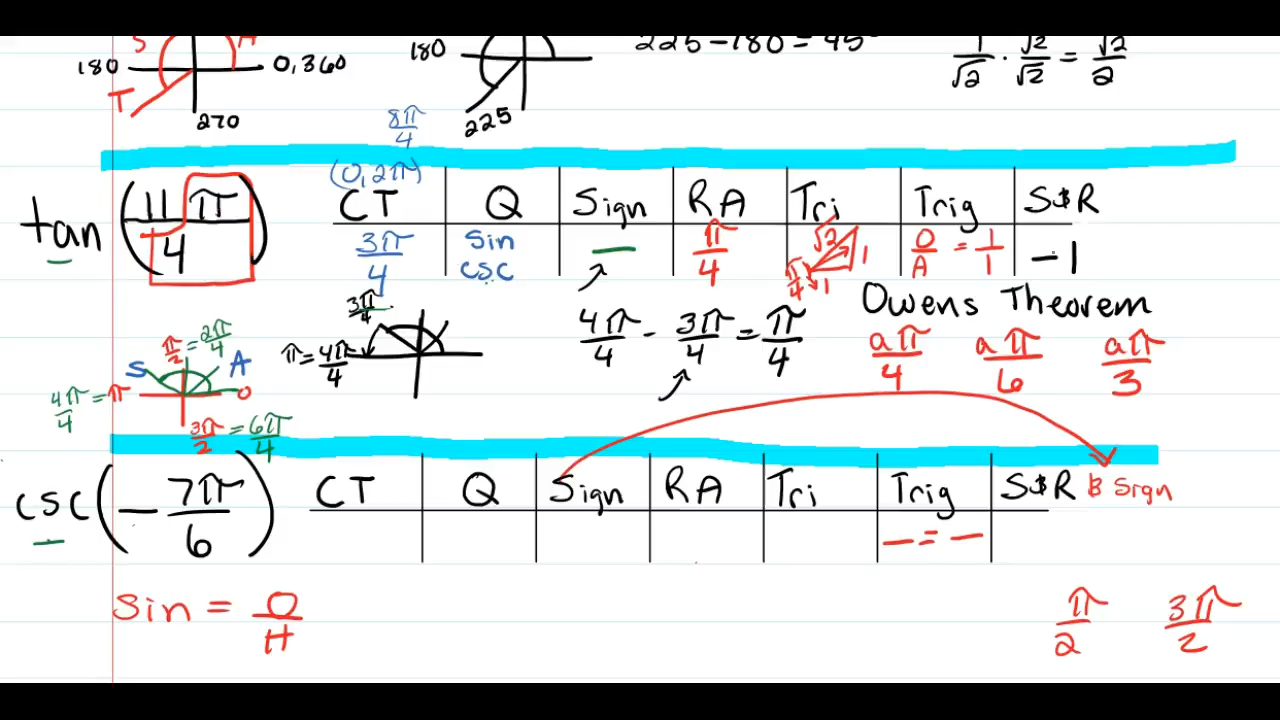 225 - 180 = 45°
S A
180 0, 360
T
270
180
225
1/√2 · √2/√2 = √2/2
8π/4
(0, 2π)
tan (11π/4)
CT Q Sign RA Tri Trig S&R
3π/4 Sin csc — π/4 √2 1 1 π/4 O/A = 1/1 -1
3π/4
π = 4π/4
4π/4 - 3π/4 = π/4
Owens Theorem
aπ/4 aπ/6 aπ/3
π/2 = 2π/4
S A
4π/4 = π 0
3π/2 = 6π/4
csc (- 7π/6)
CT Q Sign RA Tri Trig S&R B Sign
— = —
Sin = O/H
π/2 3π/2